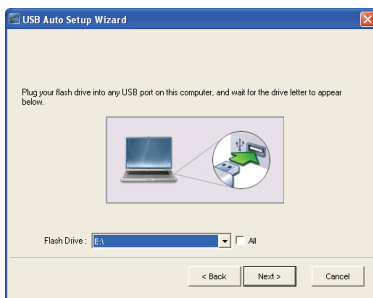 USB Auto Setup Wizard
Plug your flash drive into any USB port on this computer, and wait for the drive letter to appear
below.
Flash Drive : E:\ All
< Back Next > Cancel